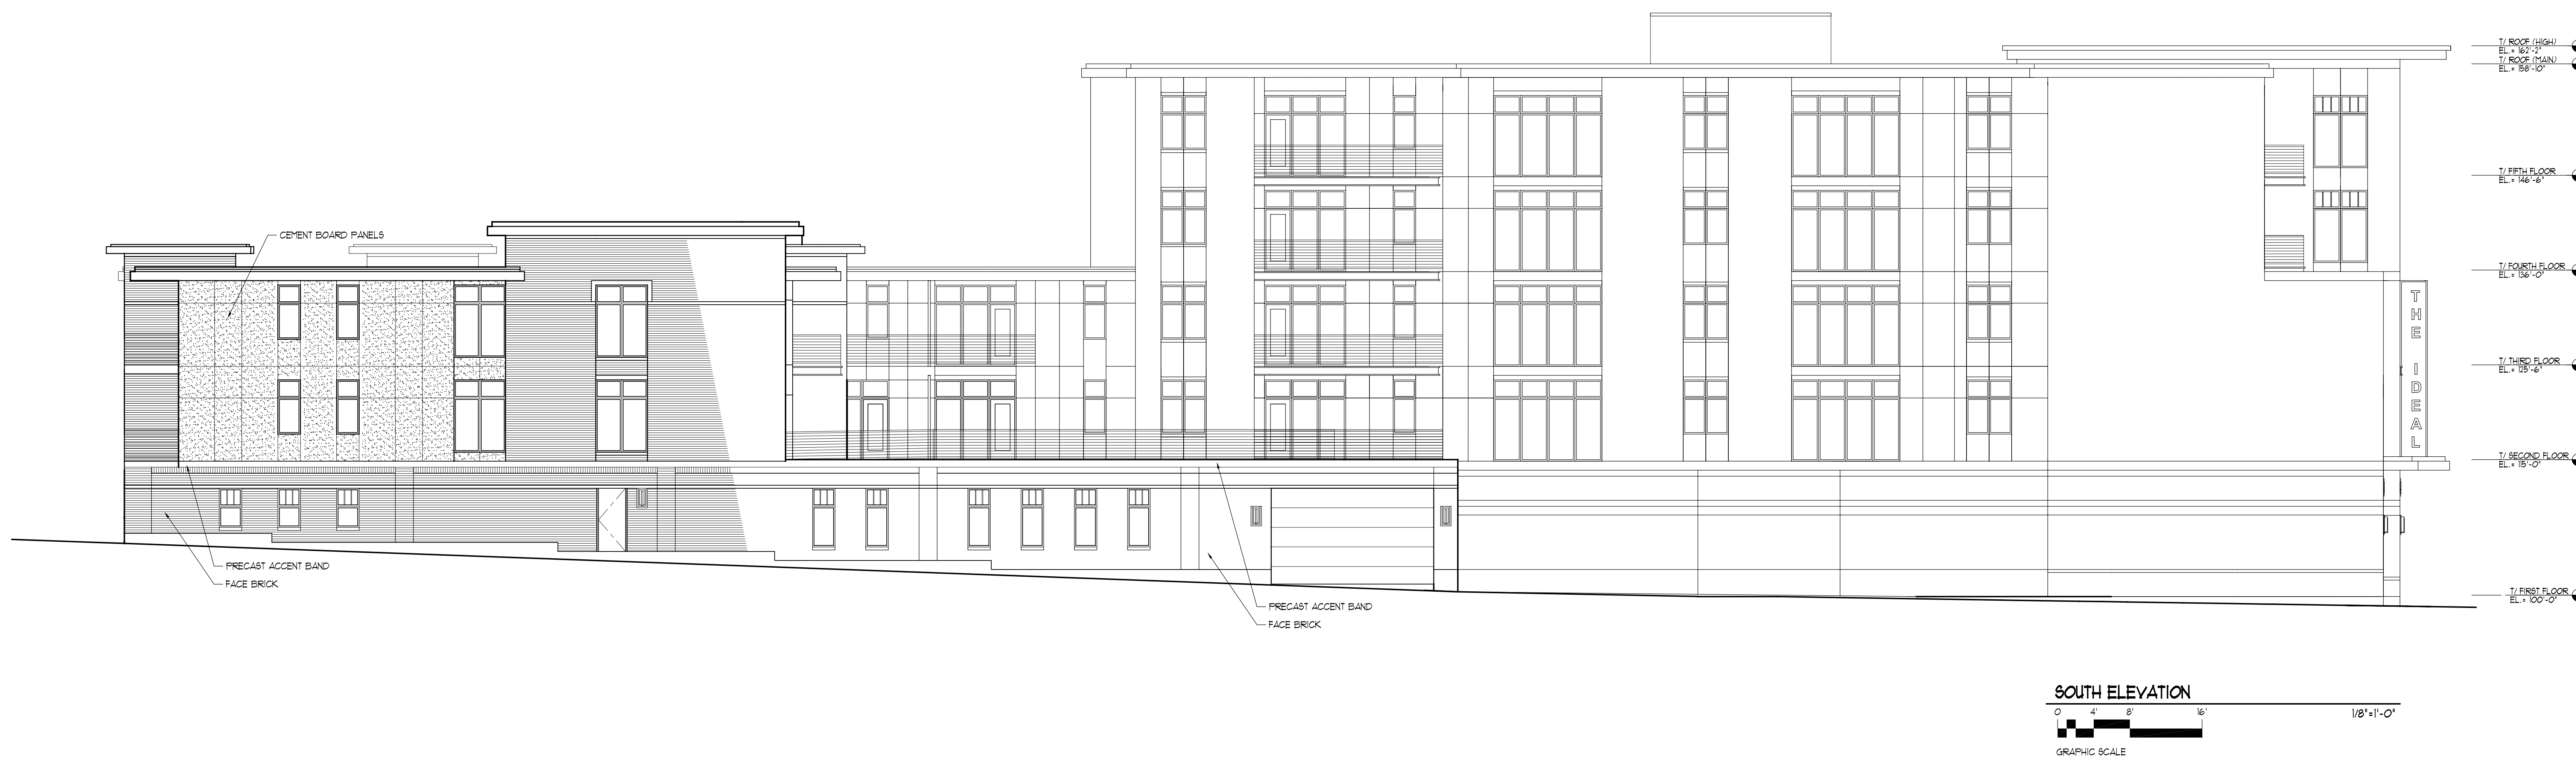 T/ ROOF (HIGH)
EL.= 162'-2"
T/ ROOF (MAIN)
EL.= 158'-10"
T/ FIFTH FLOOR
EL.= 146'-6"
CEMENT BOARD PANELS
T/ FOURTH FLOOR
EL.= 136'-0"
THE IDEAL
T/ THIRD FLOOR
EL.= 125'-6"
T/ SECOND FLOOR
EL.= 115'-0"
PRECAST ACCENT BAND
FACE BRICK
T/ FIRST FLOOR
EL.= 100'-0"
PRECAST ACCENT BAND
FACE BRICK
SOUTH ELEVATION
0 4' 8' 16'
1/8"=1'-0"
GRAPHIC SCALE